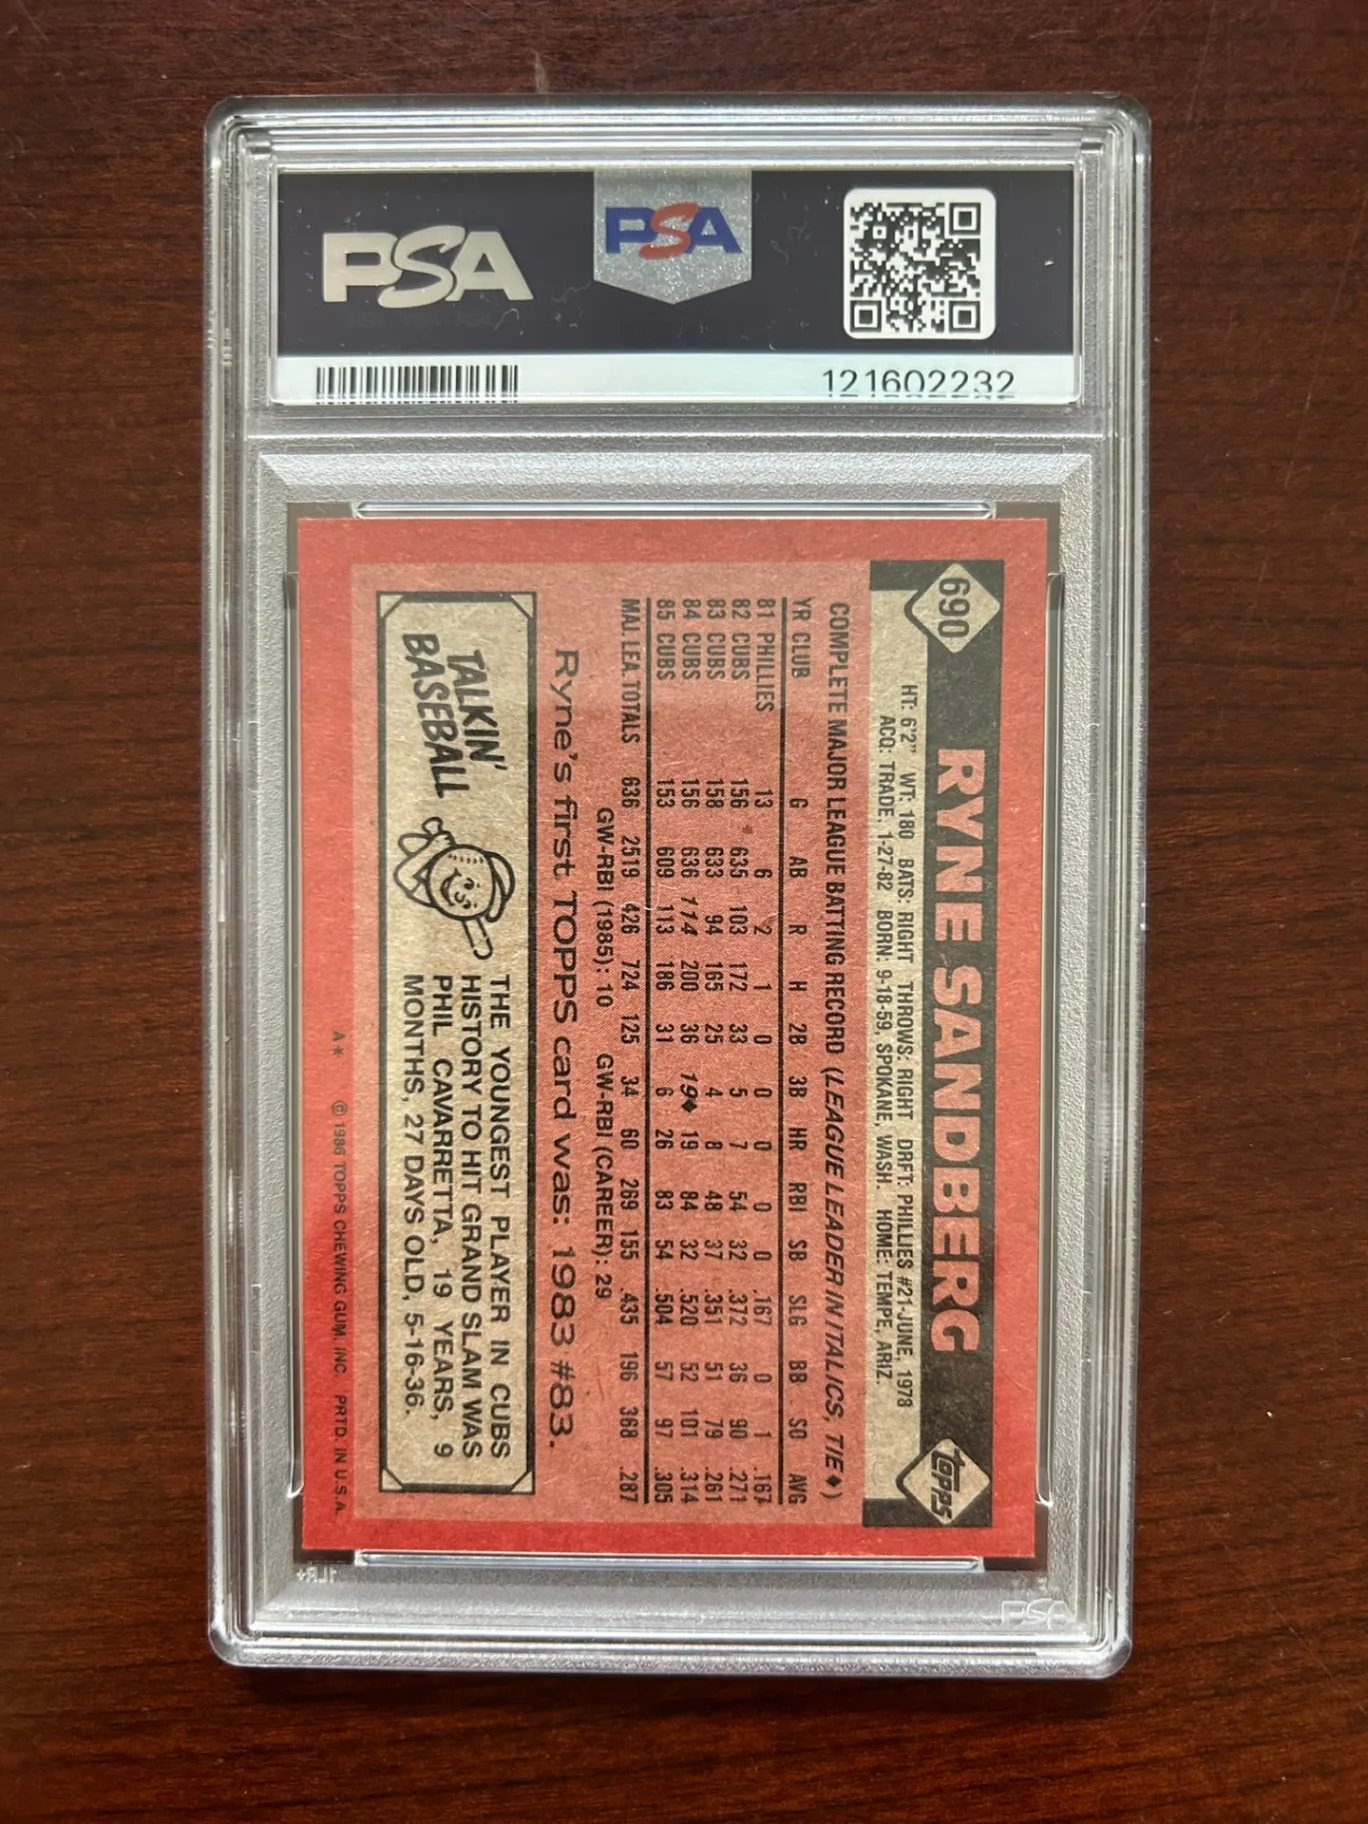 PSA
PSA
121602232
690
RYNE SANDBERG
HT: 6'2" WT: 180 BATS: RIGHT THROWS: RIGHT DRFT: PHILLIES #21-JUNE, 1978
ACQ: TRADE, 1-27-82 BORN: 9-18-59, SPOKANE, WASH. HOME: TEMPE, ARIZ.
TOPPS
COMPLETE MAJOR LEAGUE BATTING RECORD (LEAGUE LEADER IN ITALICS, TIE♦)
YR CLUB G AB R H 2B 3B HR RBI SB SLG BB SO AVG
81 PHILLIES 13 6 2 1 0 0 0 0 0 .167 0 1 .167
82 CUBS 156 635 103 172 33 5 7 54 32 .372 36 90 .271
83 CUBS 158 633 94 165 25 4 8 48 37 .351 51 79 .261
84 CUBS 156 636 114 200 36 19♦ 19 84 32 .520 52 101 .314
85 CUBS 153 609 113 186 31 6 26 83 54 .504 57 97 .305
MAJ. LEA. TOTALS 636 2519 426 724 125 34 60 269 155 .435 196 368 .287
GW-RBI (1985): 10 GW-RBI (CAREER): 29
Ryne's first TOPPS card was: 1983 #83.
TALKIN'
BASEBALL
THE YOUNGEST PLAYER IN CUBS
HISTORY TO HIT GRAND SLAM WAS
PHIL CAVARRETTA, 19 YEARS, 9
MONTHS, 27 DAYS OLD, 5-16-36.
A* © 1986 TOPPS CHEWING GUM, INC. PRTD. IN U.S.A.
PSA